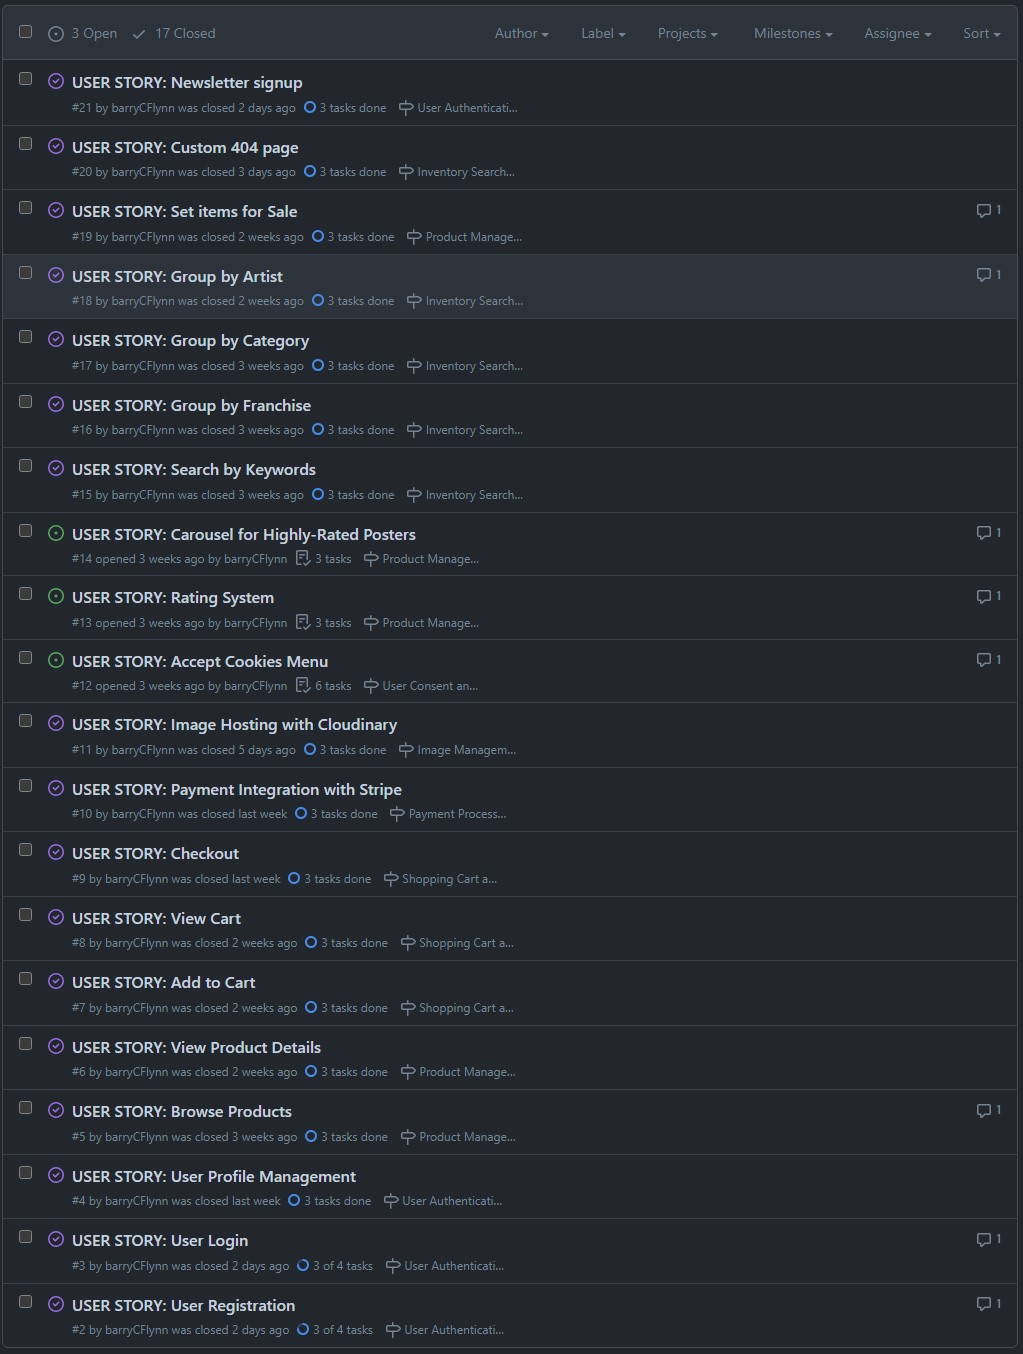 3 Open 17 Closed Author Label Projects Milestones Assignee Sort
USER STORY: Newsletter signup
#21 by barryCFlynn was closed 2 days ago 3 tasks done User Authenticati...
USER STORY: Custom 404 page
#20 by barryCFlynn was closed 3 days ago 3 tasks done Inventory Search...
USER STORY: Set items for Sale 1
#19 by barryCFlynn was closed 2 weeks ago 3 tasks done Product Manage...
USER STORY: Group by Artist 1
#18 by barryCFlynn was closed 2 weeks ago 3 tasks done Inventory Search...
USER STORY: Group by Category
#17 by barryCFlynn was closed 3 weeks ago 3 tasks done Inventory Search...
USER STORY: Group by Franchise
#16 by barryCFlynn was closed 3 weeks ago 3 tasks done Inventory Search...
USER STORY: Search by Keywords
#15 by barryCFlynn was closed 3 weeks ago 3 tasks done Inventory Search...
USER STORY: Carousel for Highly-Rated Posters 1
#14 opened 3 weeks ago by barryCFlynn 3 tasks Product Manage...
USER STORY: Rating System 1
#13 opened 3 weeks ago by barryCFlynn 3 tasks Product Manage...
USER STORY: Accept Cookies Menu 1
#12 opened 3 weeks ago by barryCFlynn 6 tasks User Consent an...
USER STORY: Image Hosting with Cloudinary
#11 by barryCFlynn was closed 5 days ago 3 tasks done Image Managem...
USER STORY: Payment Integration with Stripe
#10 by barryCFlynn was closed last week 3 tasks done Payment Process...
USER STORY: Checkout
#9 by barryCFlynn was closed last week 3 tasks done Shopping Cart a...
USER STORY: View Cart
#8 by barryCFlynn was closed 2 weeks ago 3 tasks done Shopping Cart a...
USER STORY: Add to Cart
#7 by barryCFlynn was closed 2 weeks ago 3 tasks done Shopping Cart a...
USER STORY: View Product Details
#6 by barryCFlynn was closed 2 weeks ago 3 tasks done Product Manage...
USER STORY: Browse Products 1
#5 by barryCFlynn was closed 3 weeks ago 3 tasks done Product Manage...
USER STORY: User Profile Management
#4 by barryCFlynn was closed last week 3 tasks done User Authenticati...
USER STORY: User Login 1
#3 by barryCFlynn was closed 2 days ago 3 of 4 tasks User Authenticati...
USER STORY: User Registration 1
#2 by barryCFlynn was closed 2 days ago 3 of 4 tasks User Authenticati...